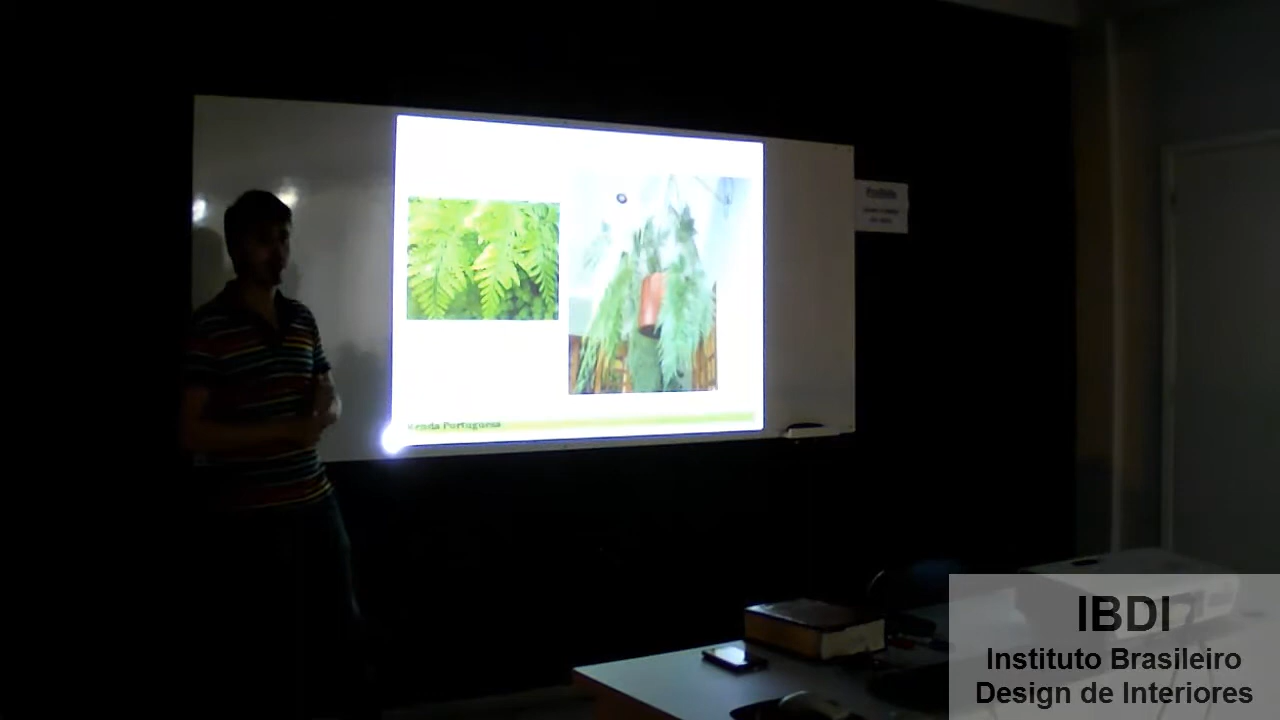 Renda Portuguesa
IBDI
Instituto Brasileiro
Design de Interiores